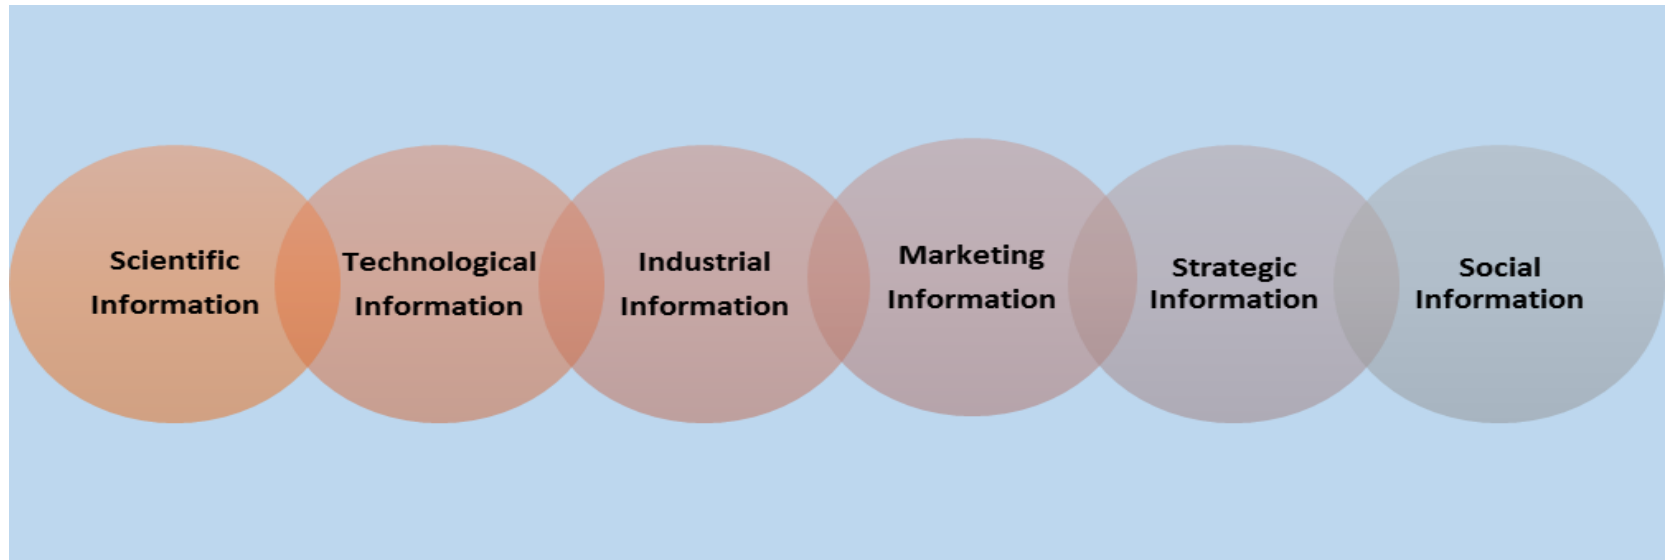 Scientific
Information
Technological
Information
Industrial
Information
Marketing
Information
Strategic
Information
Social
Information